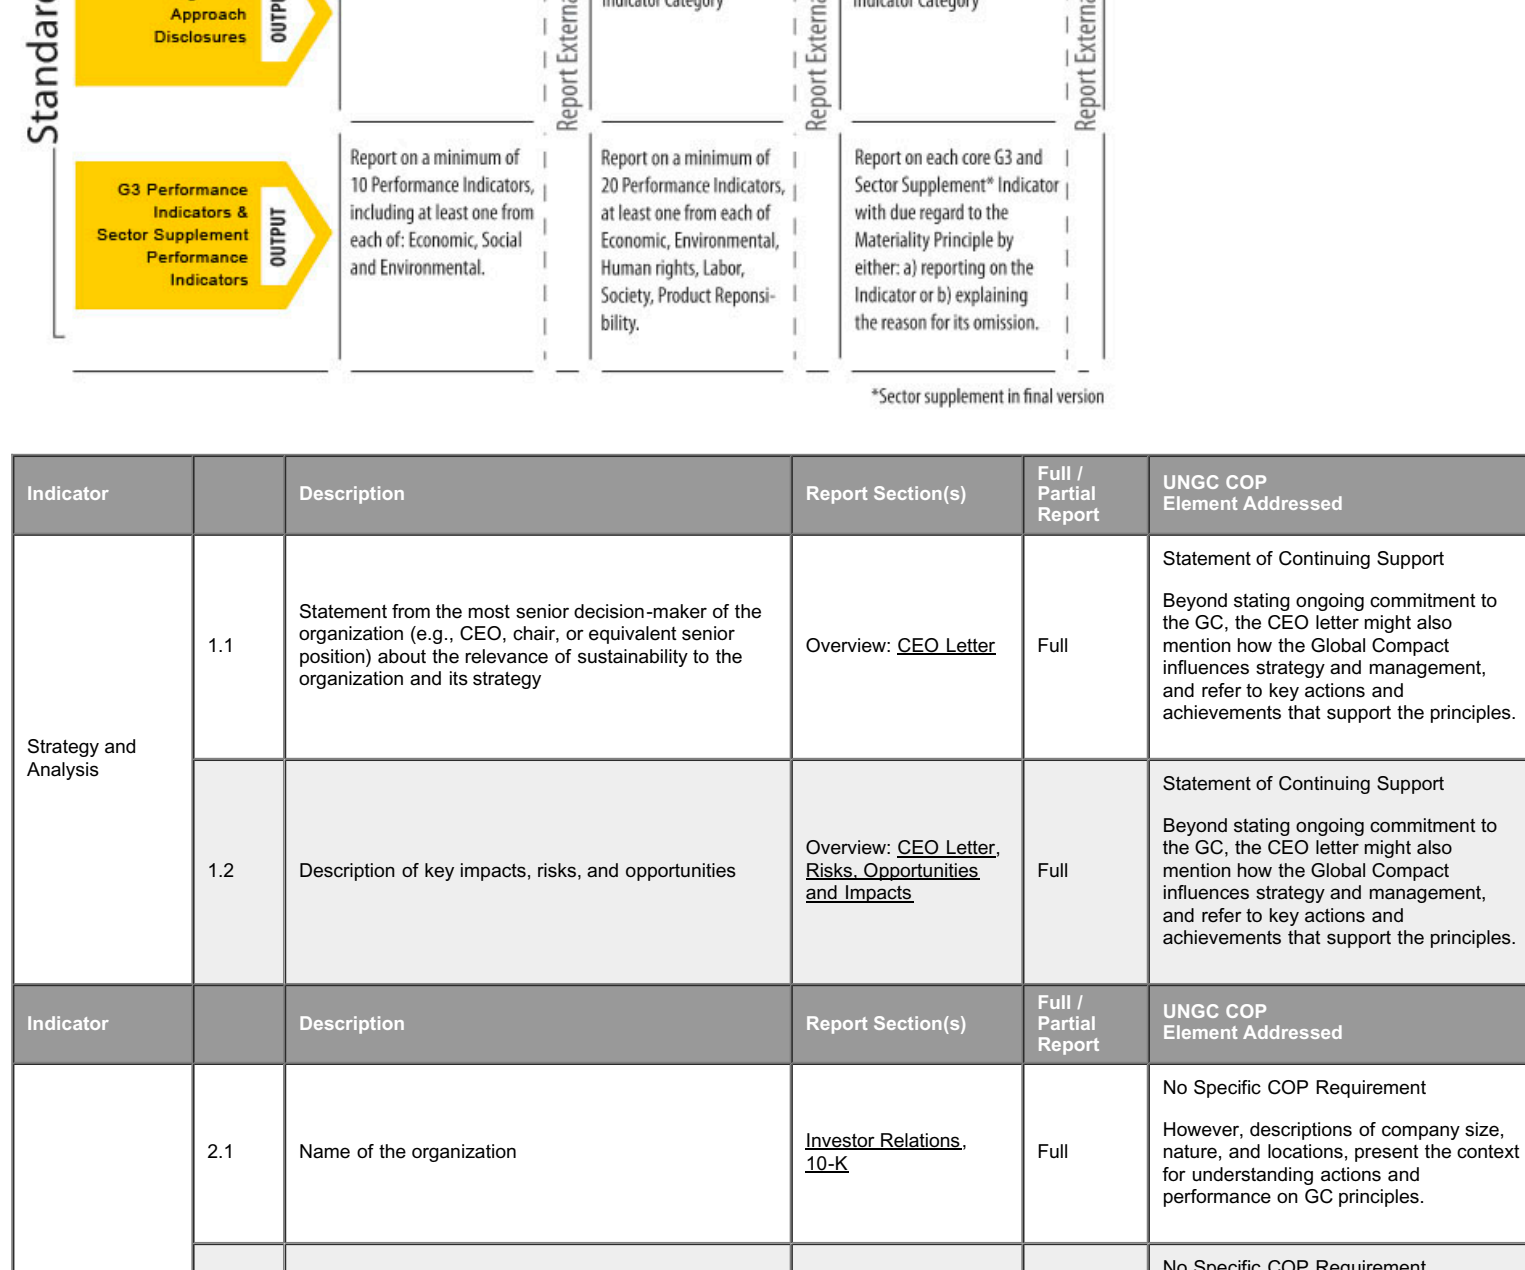 Standard
Approach
Disclosures
OUTPUT
Report Externa
Indicator Category
Report Externa
Indicator Category
Report Externa
G3 Performance
Indicators &
Sector Supplement
Performance
Indicators
OUTPUT
Report on a minimum of
10 Performance Indicators,
including at least one from
each of: Economic, Social
and Environmental.
Report on a minimum of
20 Performance Indicators,
at least one from each of
Economic, Environmental,
Human rights, Labor,
Society, Product Reponsi-
bility.
Report on each core G3 and
Sector Supplement* Indicator
with due regard to the
Materiality Principle by
either: a) reporting on the
Indicator or b) explaining
the reason for its omission.
*Sector supplement in final version
Indicator
Description
Report Section(s)
Full /
Partial
Report
UNGC COP
Element Addressed
Strategy and
Analysis
1.1
Statement from the most senior decision-maker of the
organization (e.g., CEO, chair, or equivalent senior
position) about the relevance of sustainability to the
organization and its strategy
Overview: CEO Letter
Full
Statement of Continuing Support
Beyond stating ongoing commitment to
the GC, the CEO letter might also
mention how the Global Compact
influences strategy and management,
and refer to key actions and
achievements that support the principles.
1.2
Description of key impacts, risks, and opportunities
Overview: CEO Letter,
Risks, Opportunities
and Impacts
Full
Statement of Continuing Support
Beyond stating ongoing commitment to
the GC, the CEO letter might also
mention how the Global Compact
influences strategy and management,
and refer to key actions and
achievements that support the principles.
Indicator
Description
Report Section(s)
Full /
Partial
Report
UNGC COP
Element Addressed
2.1
Name of the organization
Investor Relations,
10-K
Full
No Specific COP Requirement
However, descriptions of company size,
nature, and locations, present the context
for understanding actions and
performance on GC principles.
No Specific COP Requirement